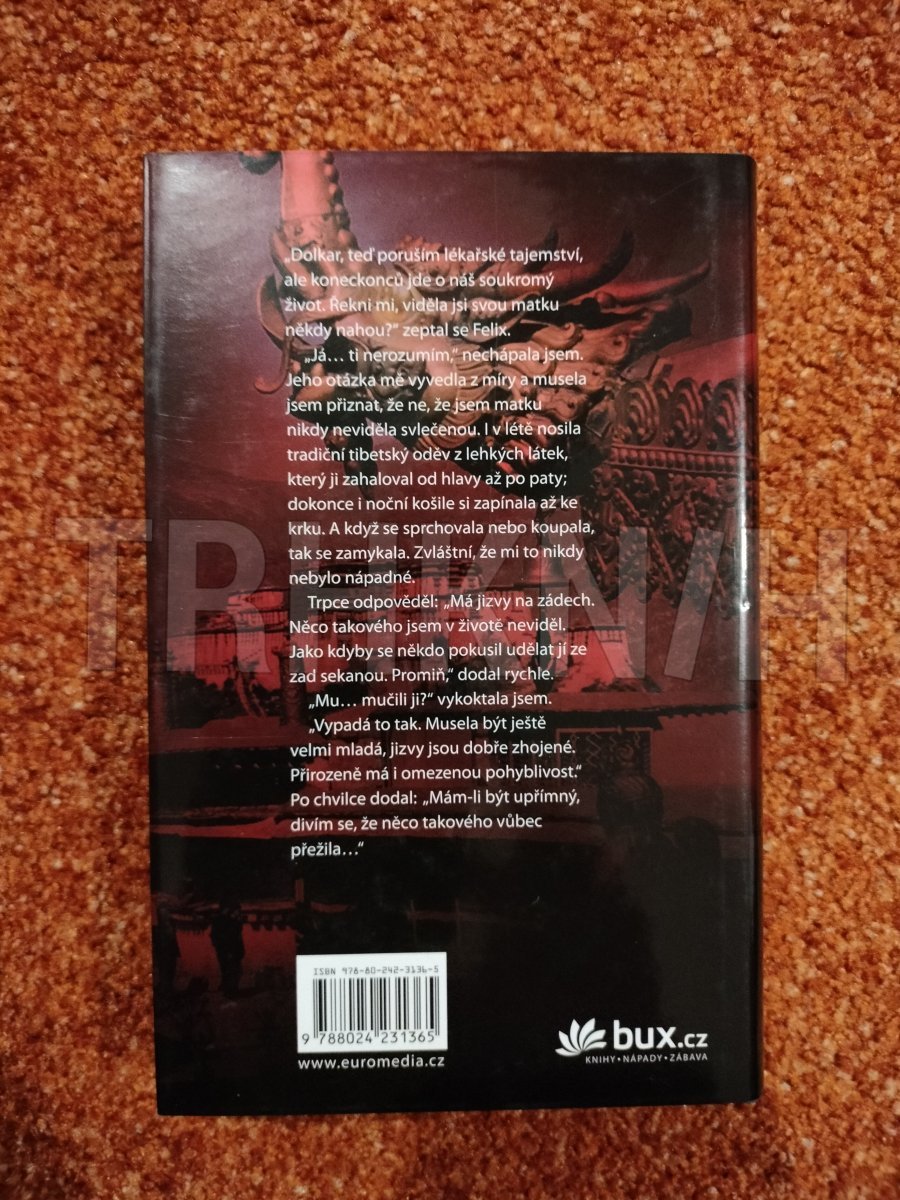 „Dolkar, teď poruším lékařské tajemství,
ale koneckonců jde o náš soukromý
život. Řekni mi, viděla jsi svou matku
někdy nahou?“ zeptal se Felix.
„Já… ti nerozumím,“ nechápala jsem.
Jeho otázka mě vyvedla z míry a musela
jsem přiznat, že ne, že jsem matku
nikdy neviděla svlečenou. I v létě nosila
tradiční tibetský oděv z lehkých látek,
který ji zahaloval od hlavy až po paty;
dokonce i noční košile si zapínala až ke
krku. A když se sprchovala nebo koupala,
tak se zamykala. Zvláštní, že mi to nikdy
nebylo nápadné.
Trpce odpověděl: „Má jizvy na zádech.
Něco takového jsem v životě neviděl.
Jako kdyby se někdo pokusil udělat jí ze
zad sekanou. Promiň,“ dodal rychle.
„Mu… mučili ji?“ vykoktala jsem.
„Vypadá to tak. Musela být ještě
velmi mladá, jizvy jsou dobře zhojené.
Přirozeně má i omezenou pohyblivost.“
Po chvilce dodal: „Mám-li být upřímný,
divím se, že něco takového vůbec
přežila…“
ISBN 978-80-242-3136-5
9 788024 231365
www.euromedia.cz
bux.cz
KNIHY • NÁPADY • ZÁBAVA